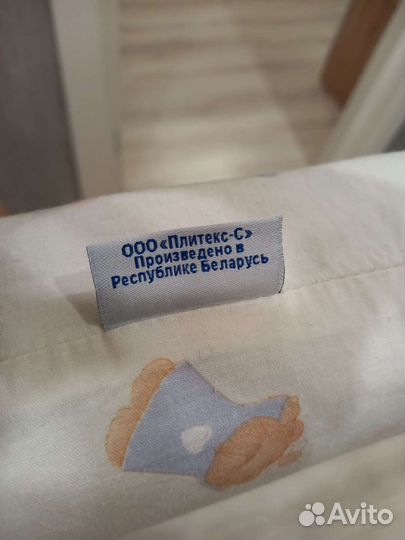 ООО «Плитекс-С»
Произведено в
Республике Беларусь
Avito